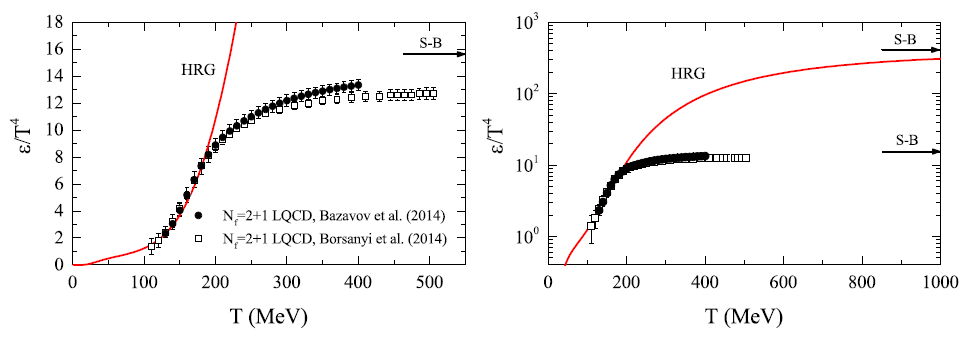 18
16
14
12
10
8
6
4
2
0
ε/T⁴
S-B
HRG
N_f=2+1 LQCD, Bazavov et al. (2014)
N_f=2+1 LQCD, Borsanyi et al. (2014)
0 100 200 300 400 500
T (MeV)
10⁴
10³
10²
10¹
10⁰
ε/T⁴
S-B
HRG
S-B
0 200 400 600 800 1000
T (MeV)